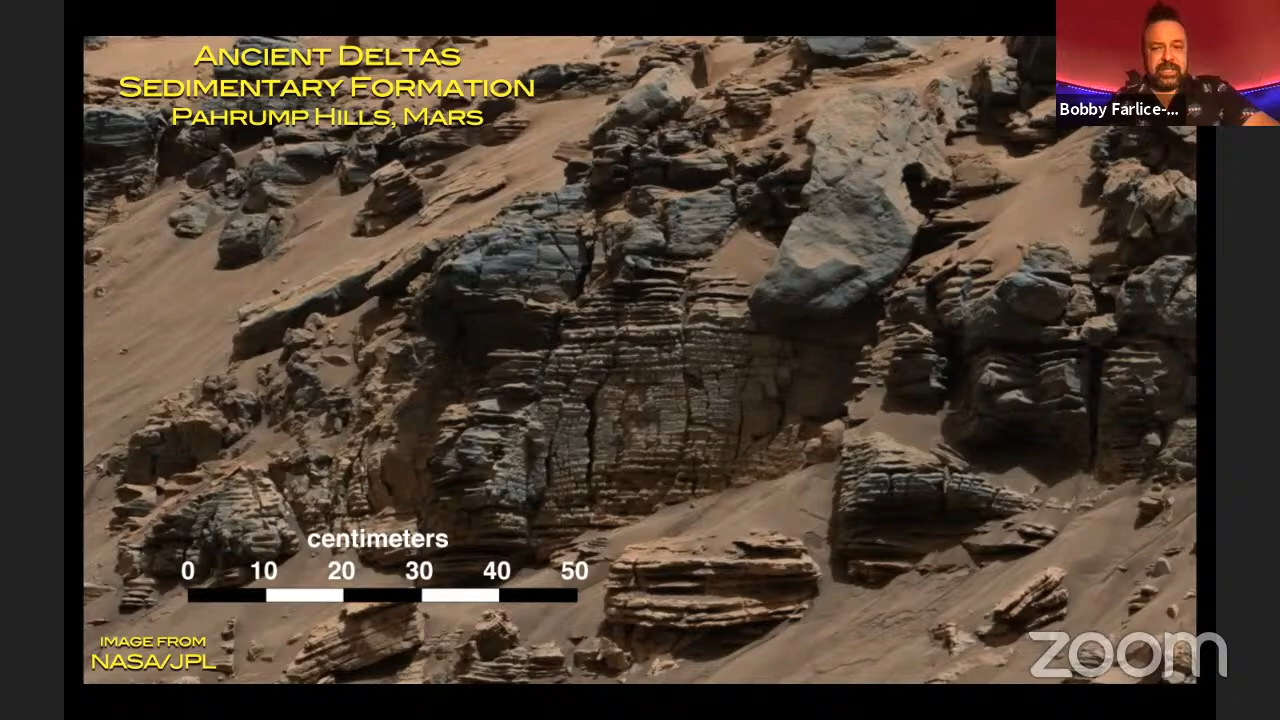 Ancient Deltas
Sedimentary Formation
Pahrump Hills, Mars
Bobby Farlice-...
centimeters
0 10 20 30 40 50
Image from
NASA/JPL
zoom